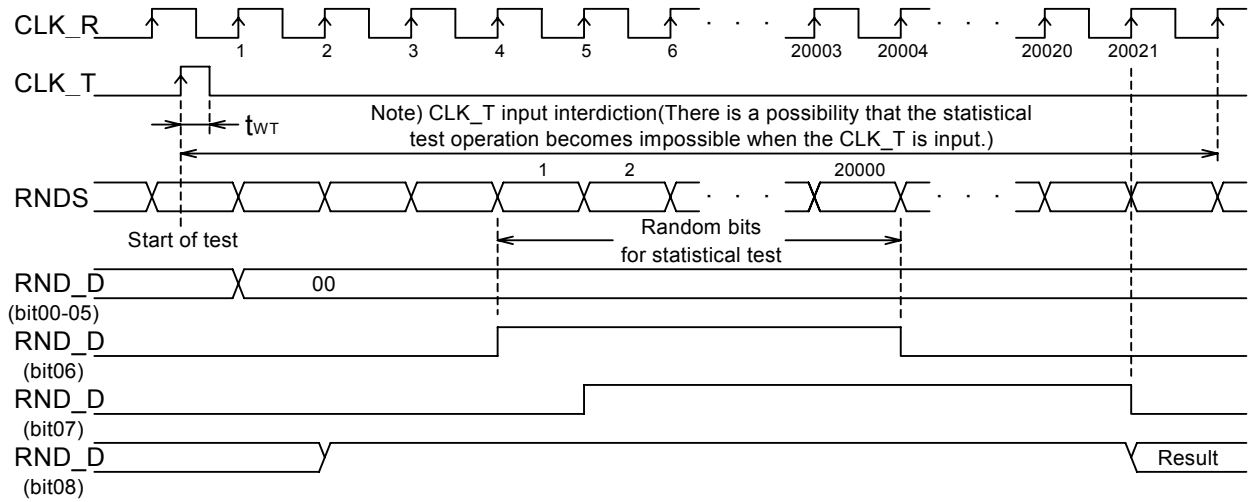 CLK_R
1 2 3 4 5 6 · · · 20003 20004 · · · 20020 20021
CLK_T
tWT
Note) CLK_T input interdiction(There is a possibility that the statistical
test operation becomes impossible when the CLK_T is input.)
1 2 20000
RNDS · · · · · ·
Start of test
Random bits
for statistical test
RND_D 00
(bit00-05)
RND_D
(bit06)
RND_D
(bit07)
RND_D Result
(bit08)